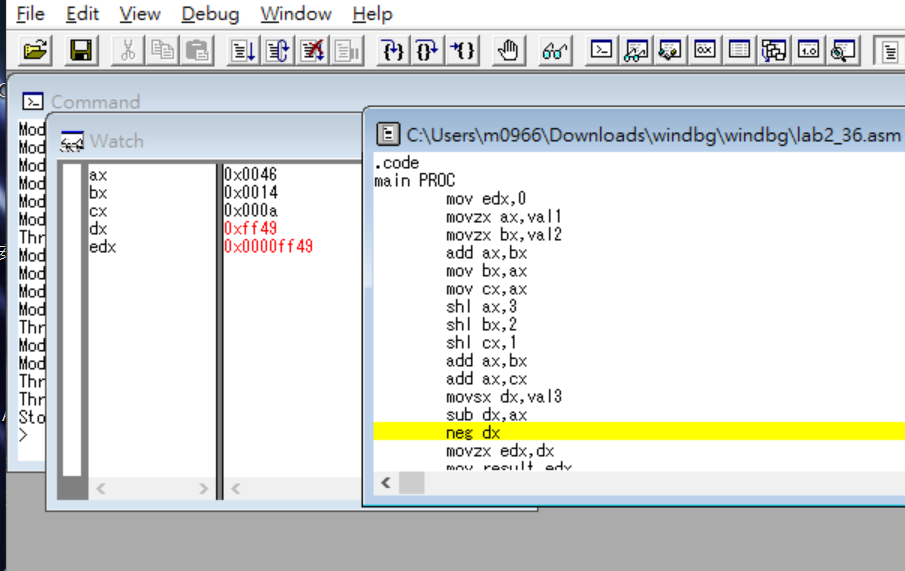 File Edit View Debug Window Help
Command
Mod
Mod
Mod
Mod
Mod
Mod
Thr
Mod
Mod
Mod
Mod
Thr
Mod
Mod
Thr
Thr
Sto
>
Watch
ax 0x0046
bx 0x0014
cx 0x000a
dx 0xff49
edx 0x0000ff49
C:\Users\m0966\Downloads\windbg\windbg\lab2_36.asm
.code
main PROC
mov edx,0
movzx ax,val1
movzx bx,val2
add ax,bx
mov bx,ax
mov cx,ax
shl ax,3
shl bx,2
shl cx,1
add ax,bx
add ax,cx
movsx dx,val3
sub dx,ax
neg dx
movzx edx,dx
mov result,edx